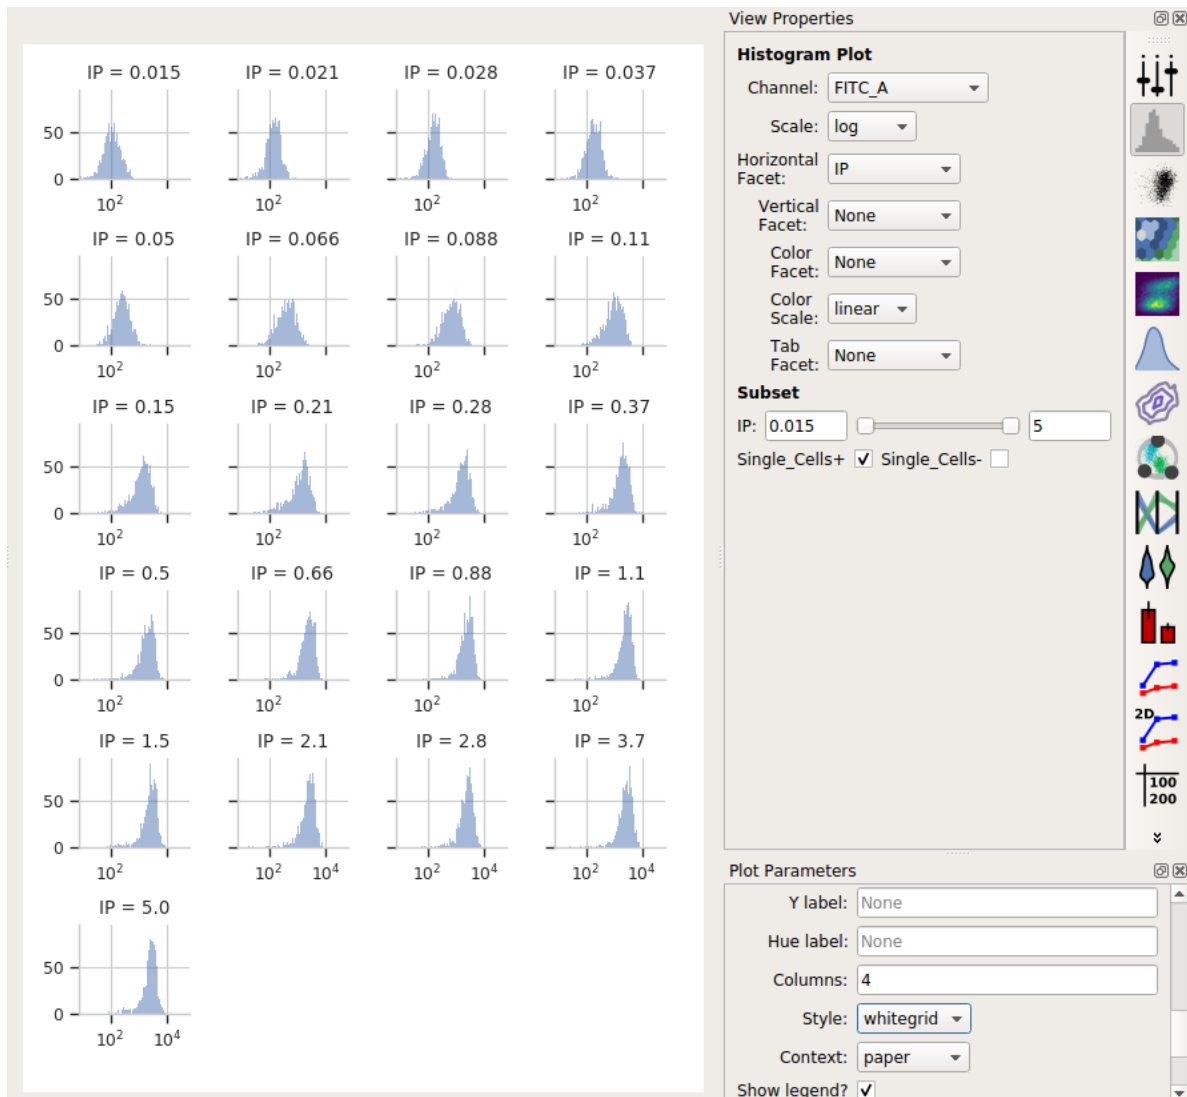 View Properties
IP = 0.015 IP = 0.021 IP = 0.028 IP = 0.037
50
0
10² 10² 10² 10²
IP = 0.05 IP = 0.066 IP = 0.088 IP = 0.11
50
0
10² 10² 10² 10²
IP = 0.15 IP = 0.21 IP = 0.28 IP = 0.37
50
0
10² 10² 10² 10²
IP = 0.5 IP = 0.66 IP = 0.88 IP = 1.1
50
0
10² 10² 10² 10²
IP = 1.5 IP = 2.1 IP = 2.8 IP = 3.7
50
0
10² 10² 10⁴ 10² 10⁴ 10² 10⁴
IP = 5.0
50
0
10² 10⁴
Histogram Plot
Channel: FITC_A
Scale: log
Horizontal
Facet: IP
Vertical
Facet: None
Color
Facet: None
Color
Scale: linear
Tab
Facet: None
Subset
IP: 0.015 5
Single_Cells+ Single_Cells-
2D
100
200
Plot Parameters
Y label: None
Hue label: None
Columns: 4
Style: whitegrid
Context: paper
Show legend?